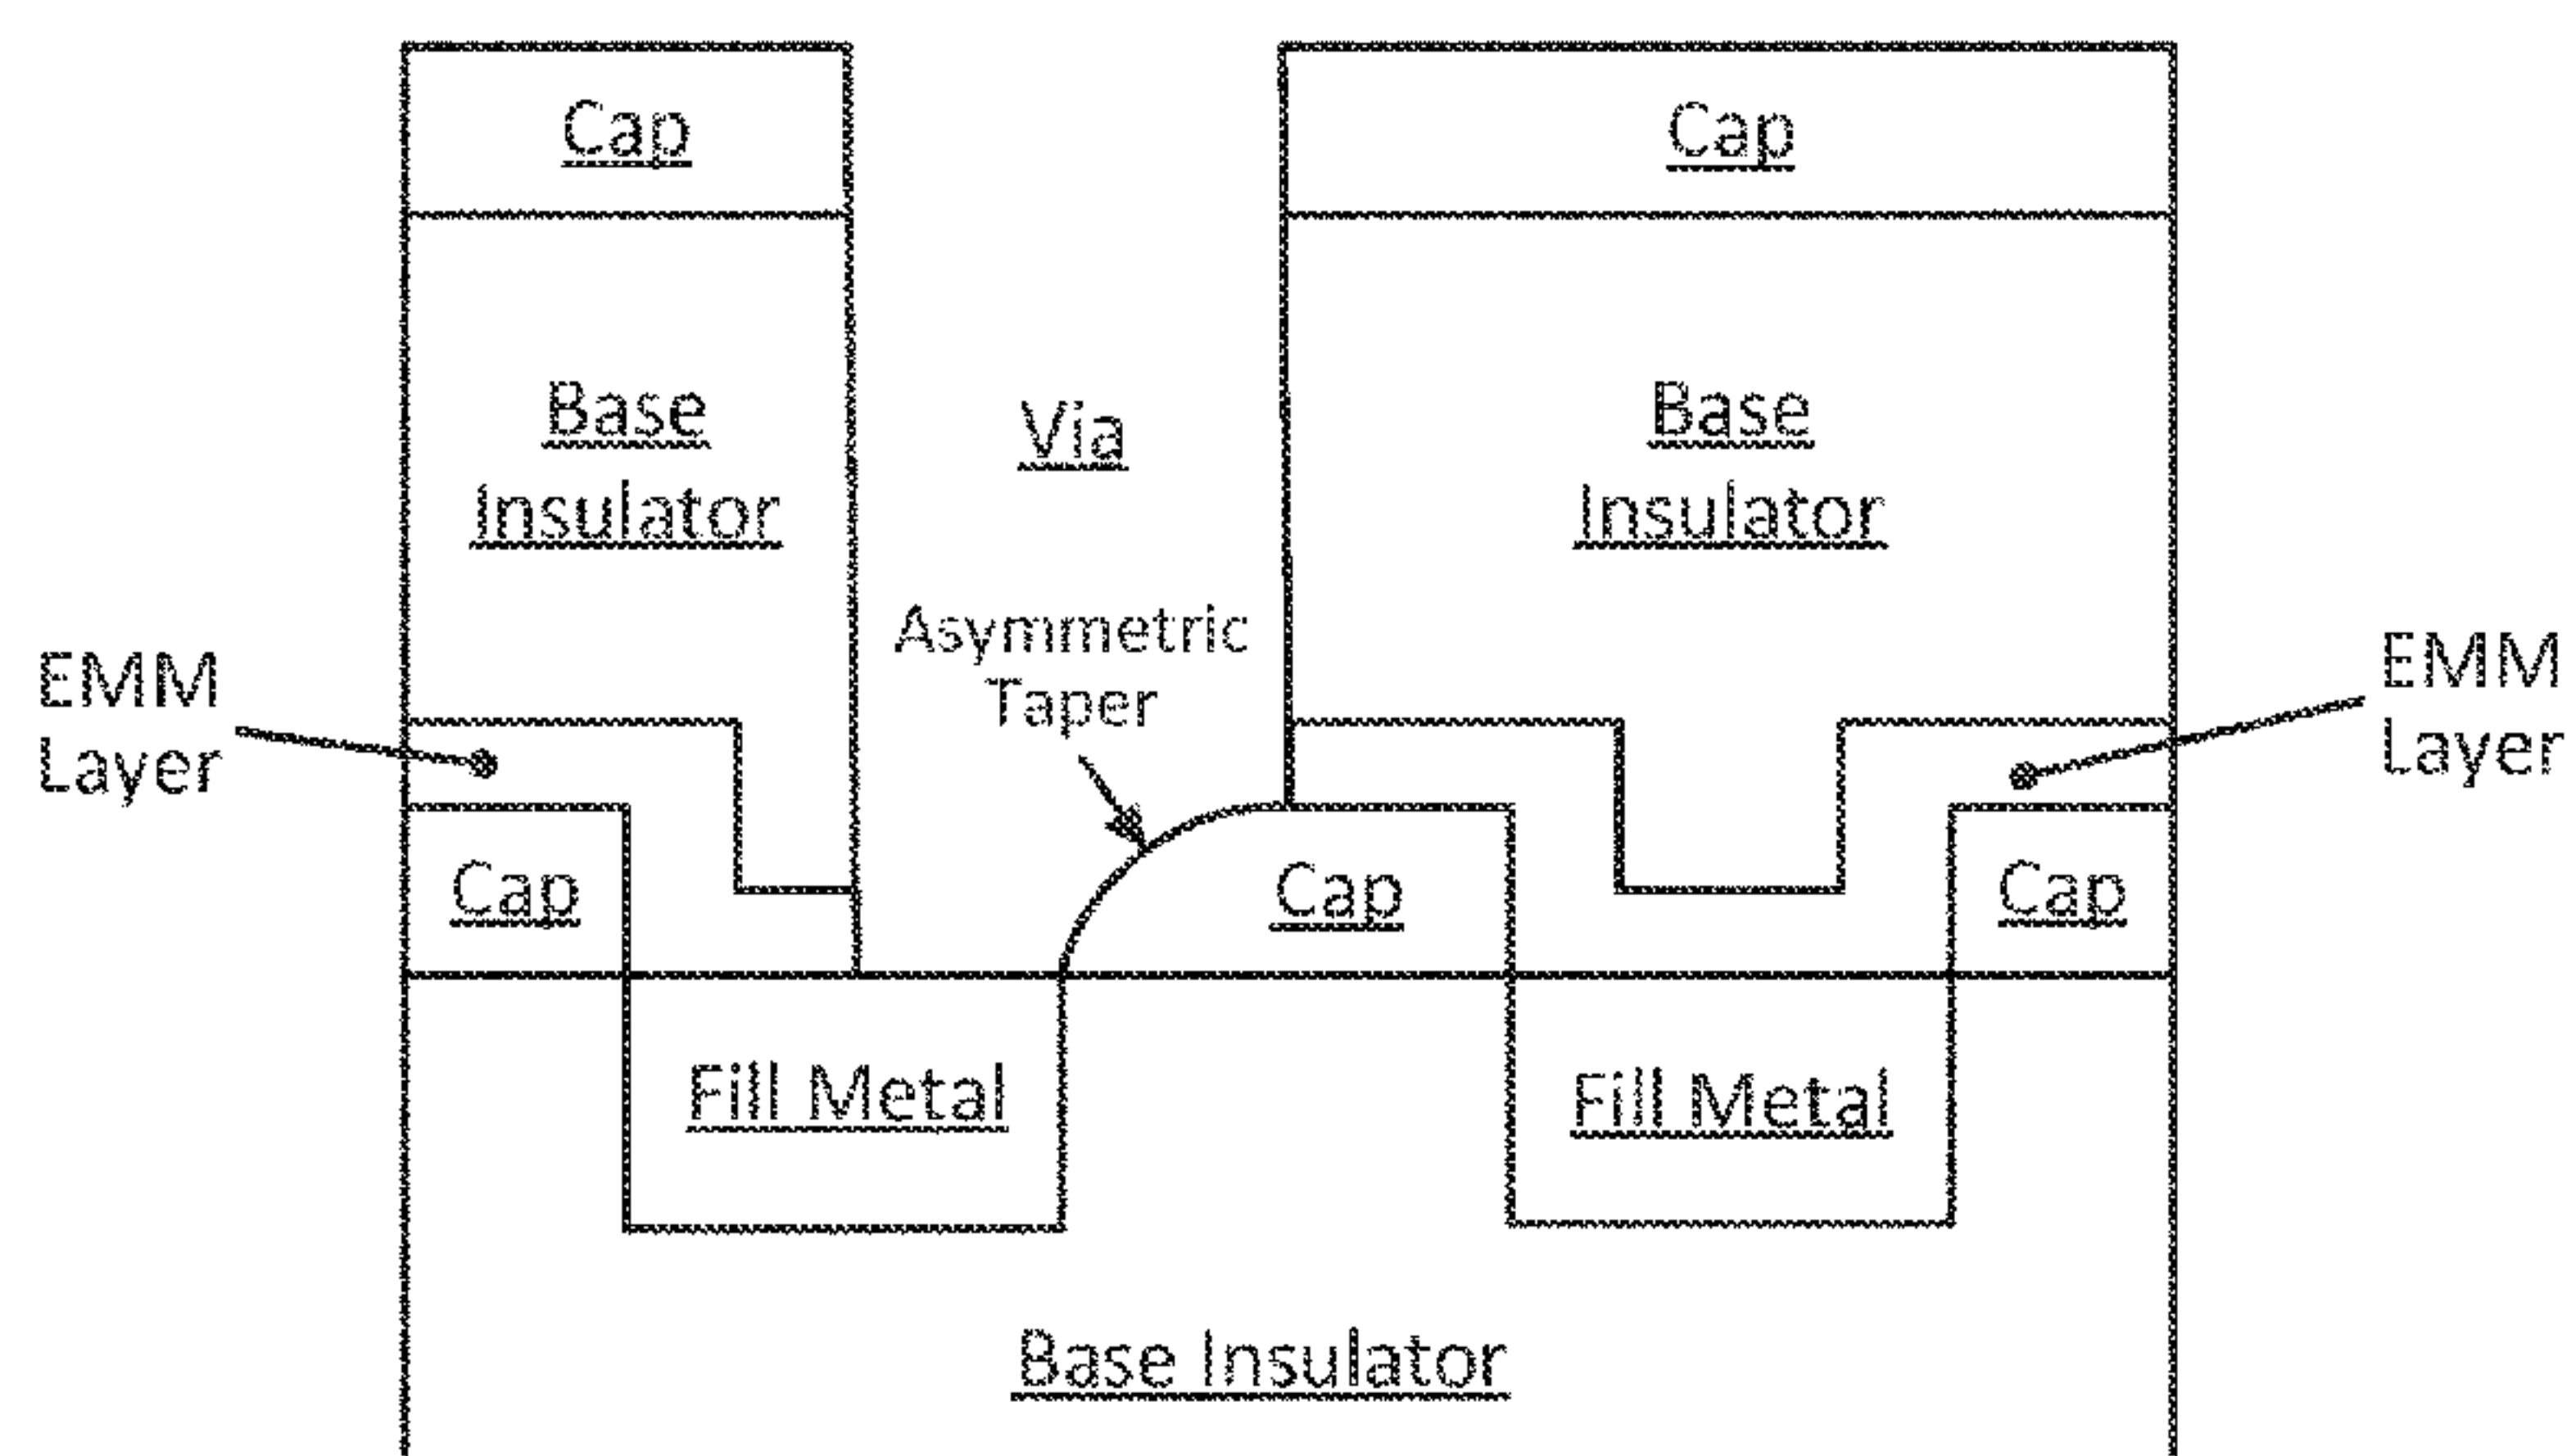 Cap
Cap
Base
Insulator
Via
Base
Insulator
Asymmetric
Taper
EMM
Layer
EMM
Layer
Cap
Cap
Cap
Fill Metal
Fill Metal
Base Insulator